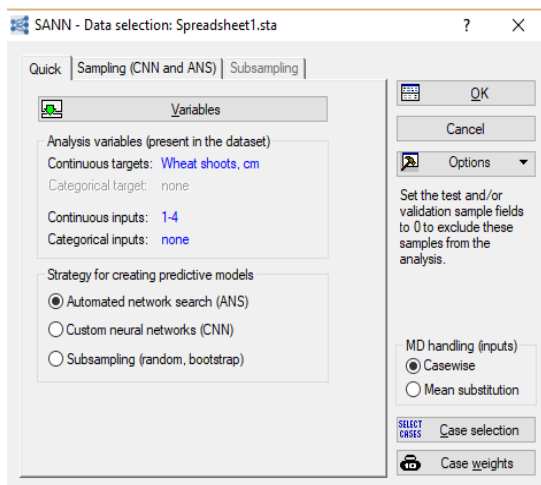 SANN - Data selection: Spreadsheet1.sta
?
Quick
Sampling (CNN and ANS)
Subsampling
Variables
Analysis variables (present in the dataset)
Continuous targets: Wheat shoots, cm
Categorical target: none
Continuous inputs: 1-4
Categorical inputs: none
Strategy for creating predictive models
Automated network search (ANS)
Custom neural networks (CNN)
Subsampling (random, bootstrap)
OK
Cancel
Options
Set the test and/or
validation sample fields
to 0 to exclude these
samples from the
analysis.
MD handling (inputs)
Casewise
Mean substitution
SELECT
CASES
Case selection
10
Case weights